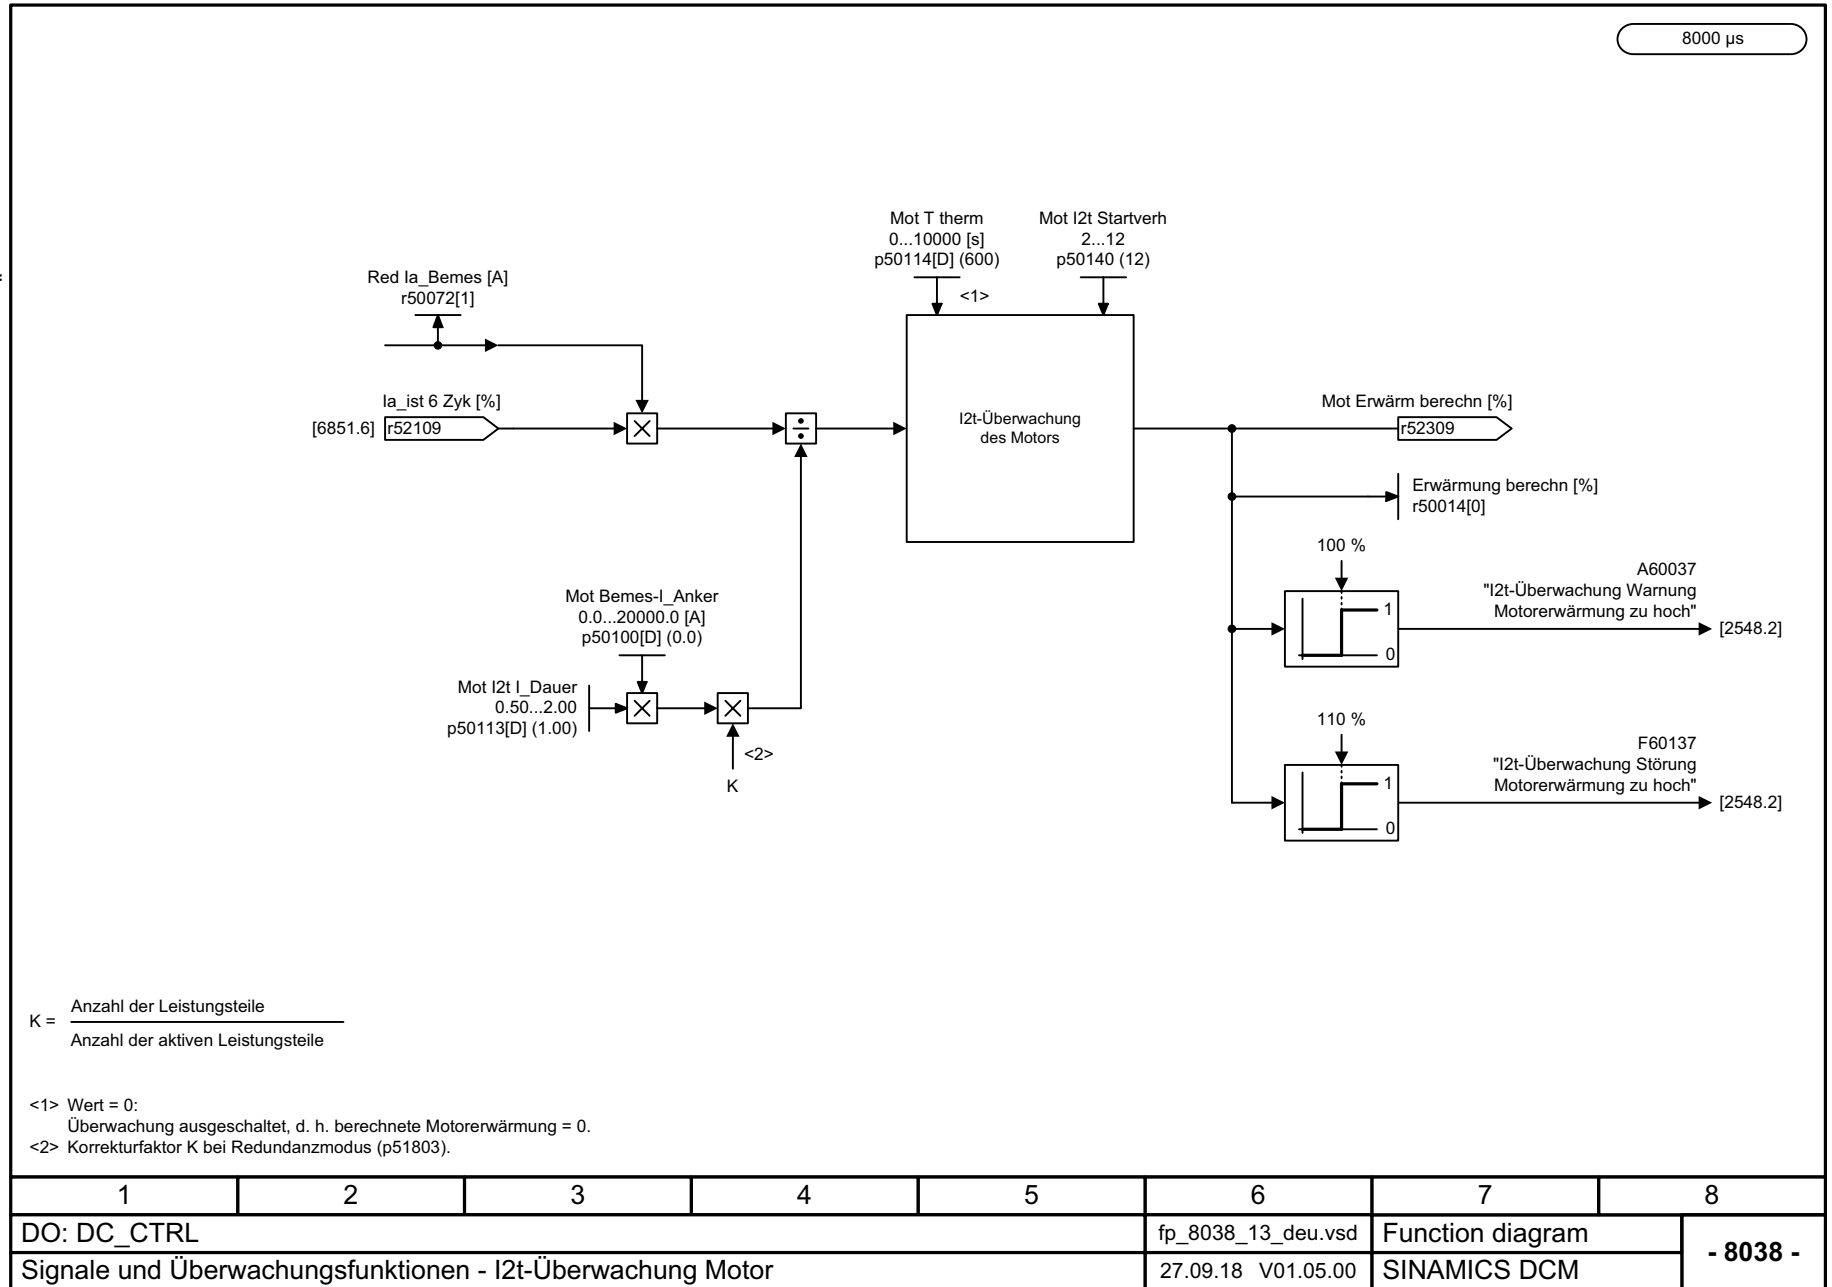 8000 µs
Mot T therm
0...10000 [s]
p50114[D] (600)
<1>
Mot I2t Startverh
2...12
p50140 (12)
Red Ia_Bemes [A]
r50072[1]
Ia_ist 6 Zyk [%]
[6851.6]
r52109
I2t-Überwachung
des Motors
Mot Erwärm berechn [%]
r52309
Erwärmung berechn [%]
r50014[0]
100 %
1
0
A60037
"I2t-Überwachung Warnung
Motorerwärmung zu hoch"
[2548.2]
Mot Bemes-I_Anker
0.0...20000.0 [A]
p50100[D] (0.0)
Mot I2t I_Dauer
0.50...2.00
p50113[D] (1.00)
<2>
K
110 %
1
0
F60137
"I2t-Überwachung Störung
Motorerwärmung zu hoch"
[2548.2]
K =
Anzahl der Leistungsteile
Anzahl der aktiven Leistungsteile
<1> Wert = 0:
Überwachung ausgeschaltet, d. h. berechnete Motorerwärmung = 0.
<2> Korrekturfaktor K bei Redundanzmodus (p51803).
1 2 3 4 5 6 7 8
DO: DC_CTRL
fp_8038_13_deu.vsd
Function diagram
- 8038 -
Signale und Überwachungsfunktionen - I2t-Überwachung Motor
27.09.18 V01.05.00
SINAMICS DCM